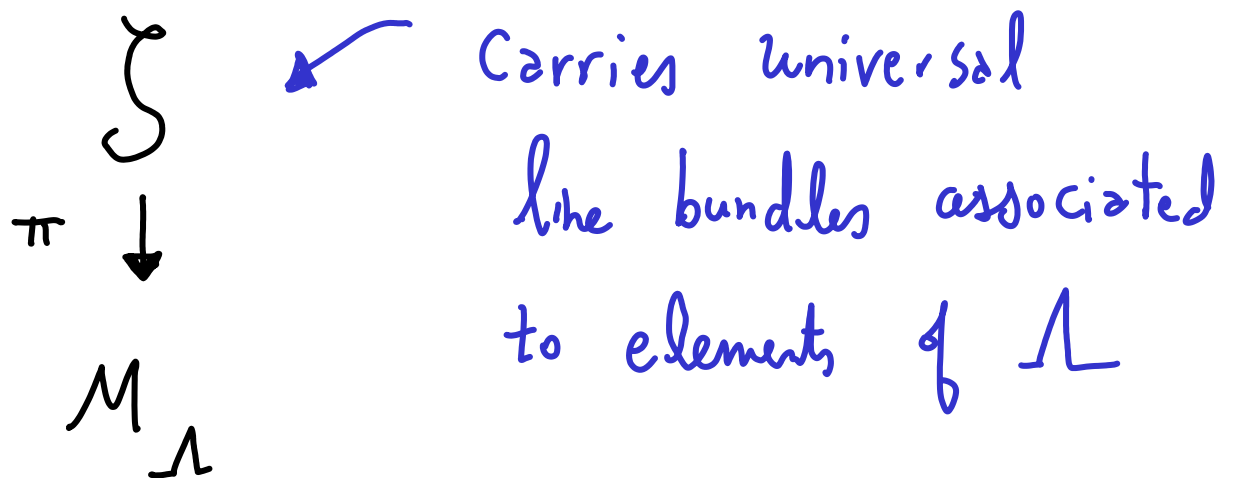 S
Carries universal
line bundles associated
π ↓
to elements of Λ
M_Λ